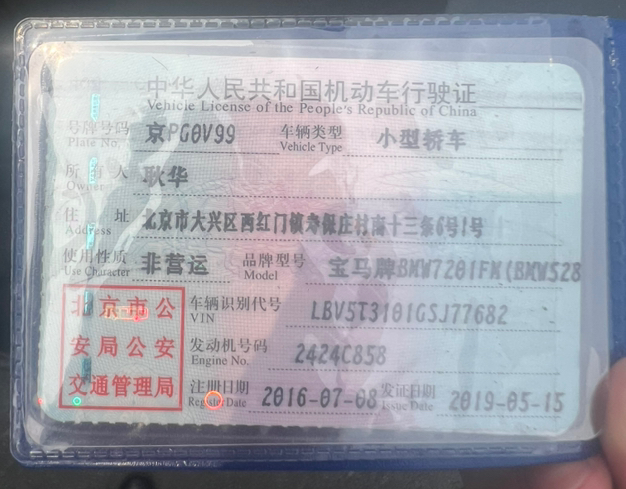 中华人民共和国机动车行驶证
Vehicle License of the People's Republic of China
号牌号码 京PG0V99 车辆类型 小型轿车
Plate No. Vehicle Type
所有人 耿华
Owner
住址 北京市大兴区西红门镇寿保庄村南十三条6号1号
Address
使用性质 非营运 品牌型号 宝马牌BMW7201FM(BMW528
Use Character Model
北京市公 车辆识别代号 LBV5T3101GSJ77682
VIN
安局公安 发动机号码 2424C858
Engine No.
交通管理局 注册日期 2016-07-08 发证日期 2019-05-15
Register Date Issue Date